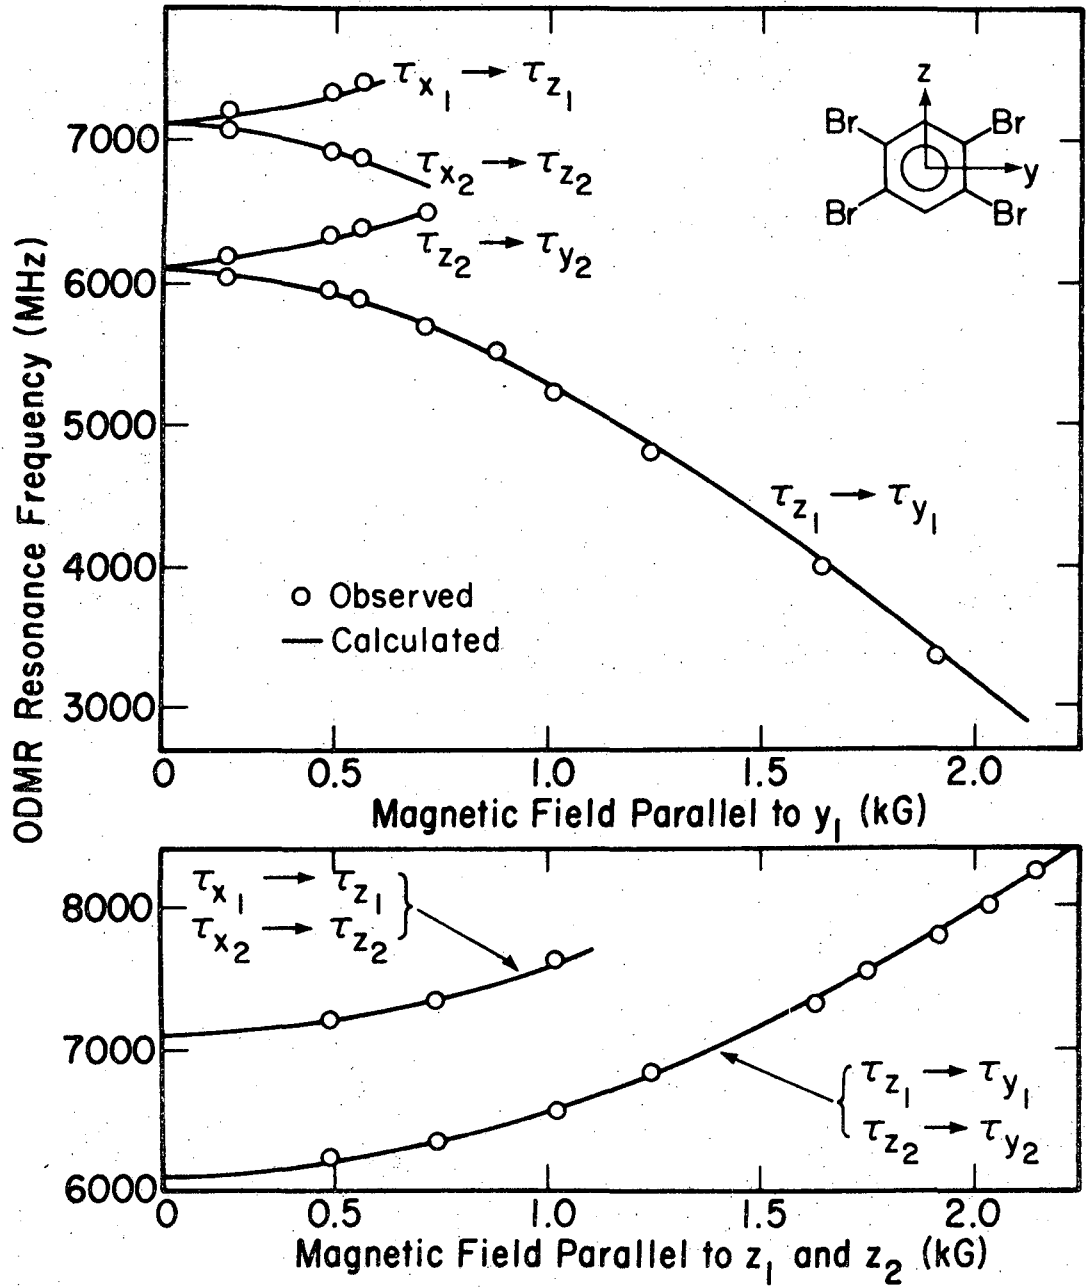 ODMR Resonance Frequency (MHz)
7000
6000
5000
4000
3000
τx₁ → τz₁
τx₂ → τz₂
τz₂ → τy₂
τz₁ → τy₁
z
Br Br
y
Br Br
○ Observed
— Calculated
0 0.5 1.0 1.5 2.0
Magnetic Field Parallel to y₁ (kG)
8000
7000
6000
τx₁ → τz₁
τx₂ → τz₂
τz₁ → τy₁
τz₂ → τy₂
0 0.5 1.0 1.5 2.0
Magnetic Field Parallel to z₁ and z₂ (kG)